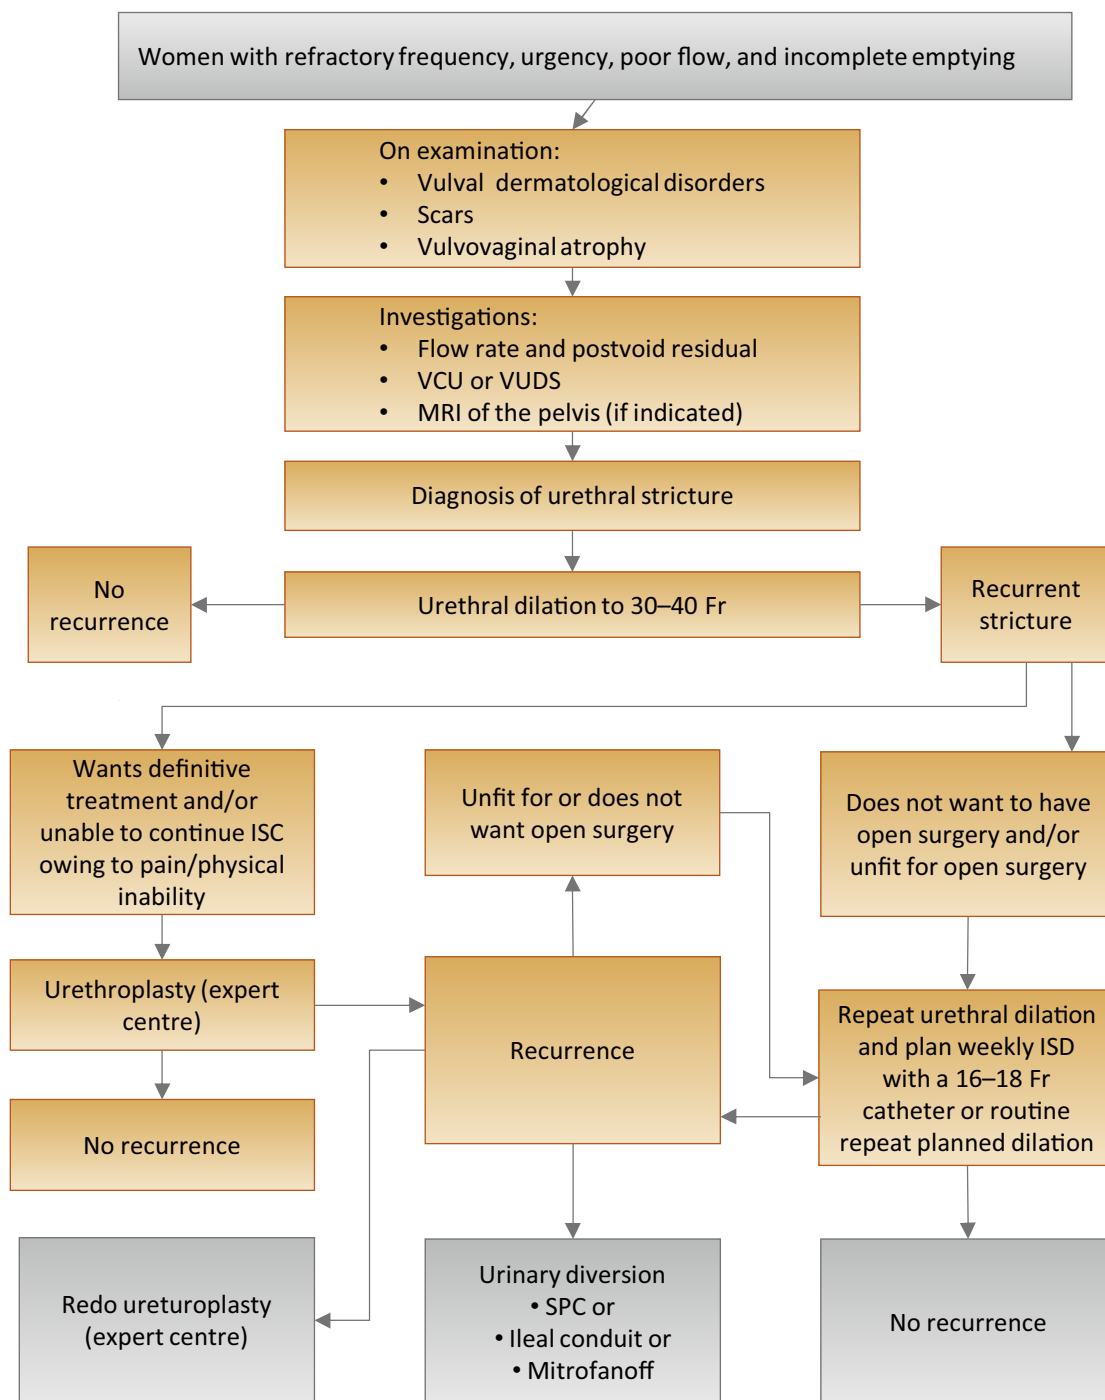 Women with refractory frequency, urgency, poor flow, and incomplete emptying
On examination:
• Vulval dermatological disorders
• Scars
• Vulvovaginal atrophy
Investigations:
• Flow rate and postvoid residual
• VCU or VUDS
• MRI of the pelvis (if indicated)
Diagnosis of urethral stricture
No
recurrence
Urethral dilation to 30–40 Fr
Recurrent
stricture
Wants definitive
treatment and/or
unable to continue ISC
owing to pain/physical
inability
Unfit for or does not
want open surgery
Does not want to have
open surgery and/or
unfit for open surgery
Urethroplasty (expert
centre)
Recurrence
Repeat urethral dilation
and plan weekly ISD
with a 16–18 Fr
catheter or routine
repeat planned dilation
No recurrence
Redo ureturoplasty
(expert centre)
Urinary diversion
• SPC or
• Ileal conduit or
• Mitrofanoff
No recurrence